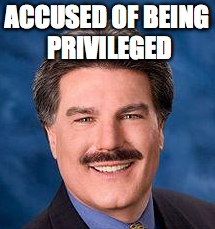 ACCUSED OF BEING
PRIVILEGED